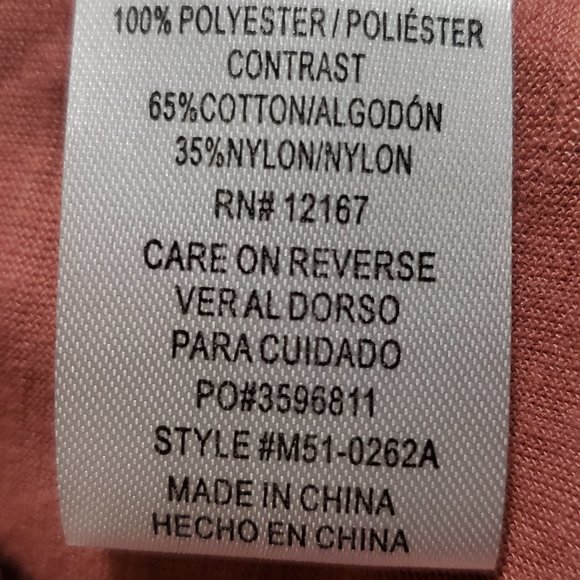 100% POLYESTER / POLIÉSTER
CONTRAST
65%COTTON/ALGODÓN
35%NYLON/NYLON
RN# 12167
CARE ON REVERSE
VER AL DORSO
PARA CUIDADO
PO#3596811
STYLE #M51-0262A
MADE IN CHINA
HECHO EN CHINA